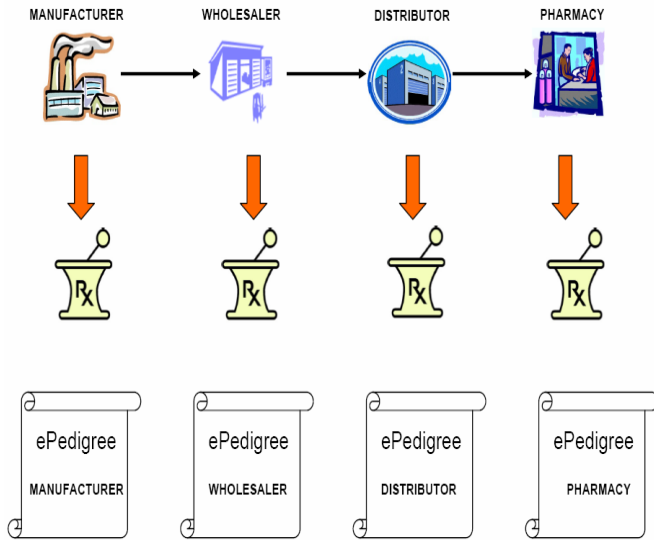 MANUFACTURER
WHOLESALER
DISTRIBUTOR
PHARMACY
RX
RX
RX
RX
ePedigree
MANUFACTURER
ePedigree
WHOLESALER
ePedigree
DISTRIBUTOR
ePedigree
PHARMACY